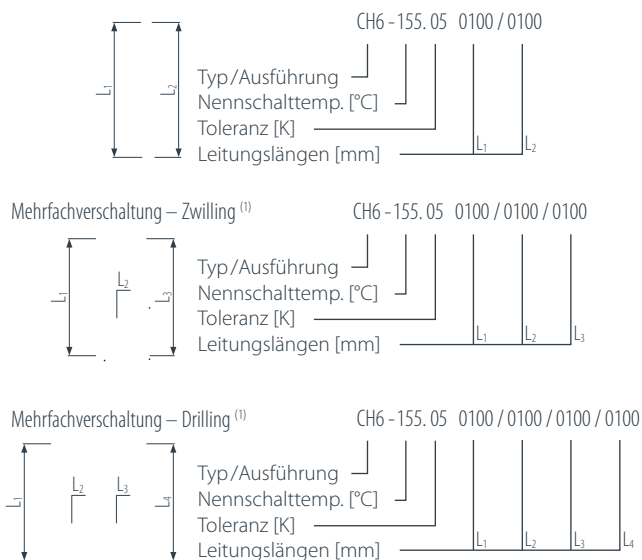 CH6 - 155. 05 0100 / 0100
L1
L2
Typ/Ausführung
Nennschalttemp. [°C]
Toleranz [K]
Leitungslängen [mm]
L1 L2
Mehrfachverschaltung – Zwilling (1)
CH6 - 155. 05 0100 / 0100 / 0100
L1
L2
L3
Typ/Ausführung
Nennschalttemp. [°C]
Toleranz [K]
Leitungslängen [mm]
L1 L2 L3
Mehrfachverschaltung – Drilling (1)
CH6 - 155. 05 0100 / 0100 / 0100 / 0100
L1
L2
L3
L4
Typ/Ausführung
Nennschalttemp. [°C]
Toleranz [K]
Leitungslängen [mm]
L1 L2 L3 L4